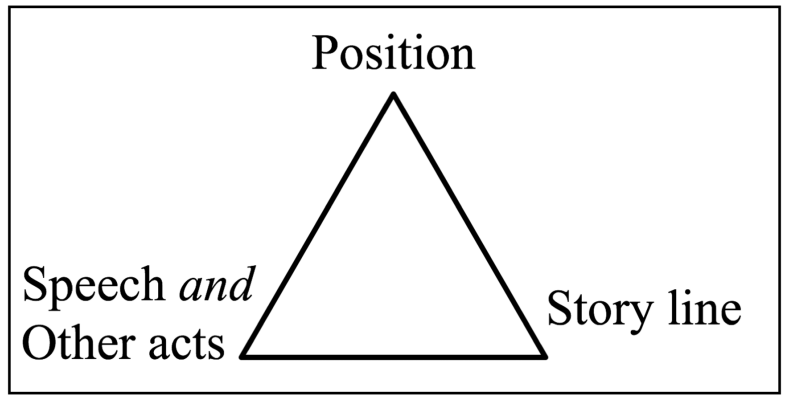 Position
Speech and
Other acts
Story line